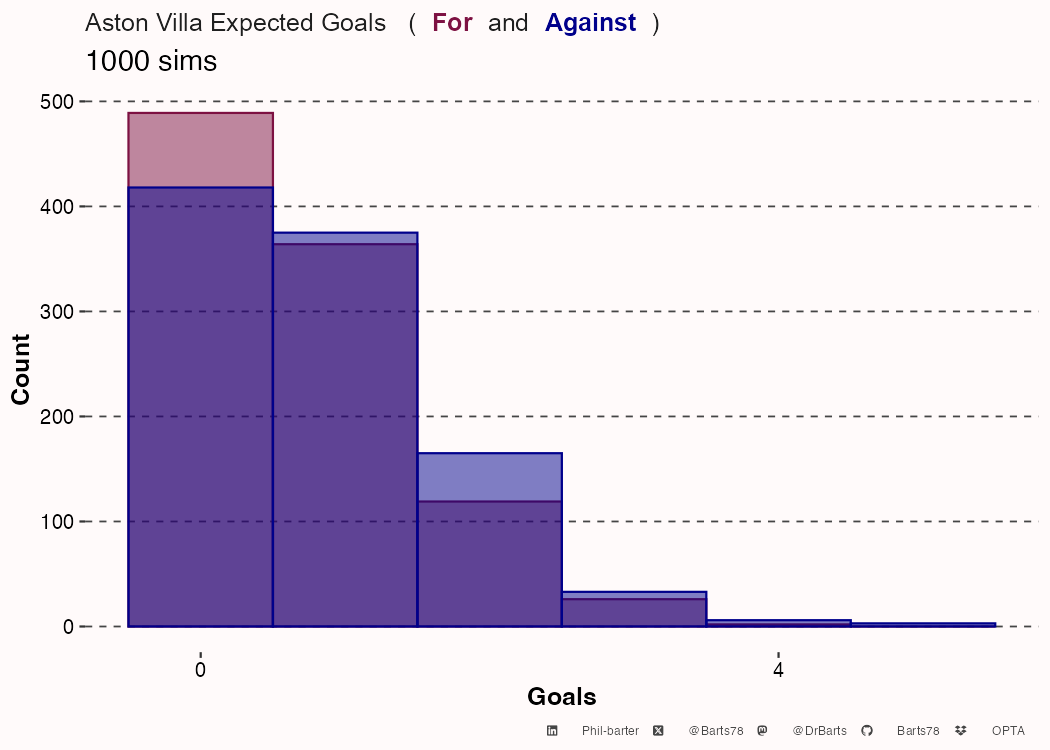 Aston Villa Expected Goals ( For and Against )
1000 sims
500
400
300
200
100
0
Count
0 4
Goals
Phil-barter @Barts78 @DrBarts Barts78 OPTA